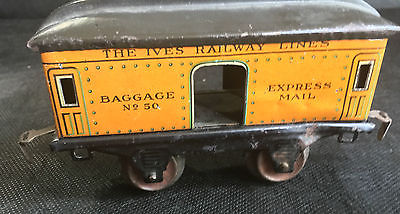 THE IVES RAILWAY LINES
BAGGAGE
No 50
EXPRESS
MAIL